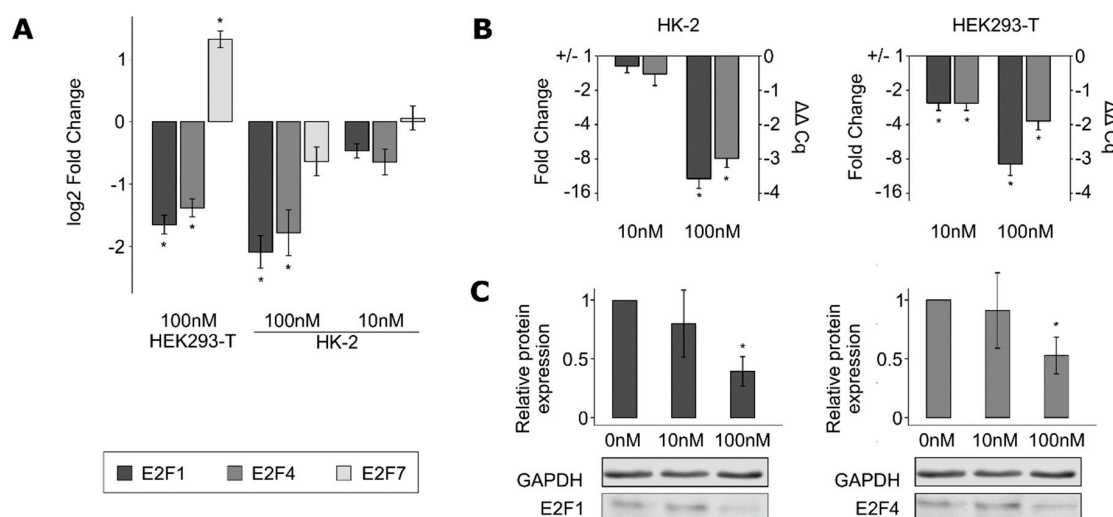 A
log2 Fold Change
1
0
-1
-2
*
*
*
*
*
100nM 100nM 10nM
HEK293-T HK-2
E2F1 E2F4 E2F7
B
HK-2
Fold Change
+/- 1
-2
-8
-16
0
-1
-2
-3
-4
ΔΔ Cq
*
*
10nM 100nM
HEK293-T
Fold Change
+/- 1
-2
-8
-16
0
-1
-2
-3
-4
ΔΔ Cq
*
*
*
*
10nM 100nM
C
Relative protein
expression
1
0.5
0
*
0nM 10nM 100nM
GAPDH
E2F1
Relative protein
expression
1
0.5
0
*
0nM 10nM 100nM
GAPDH
E2F4